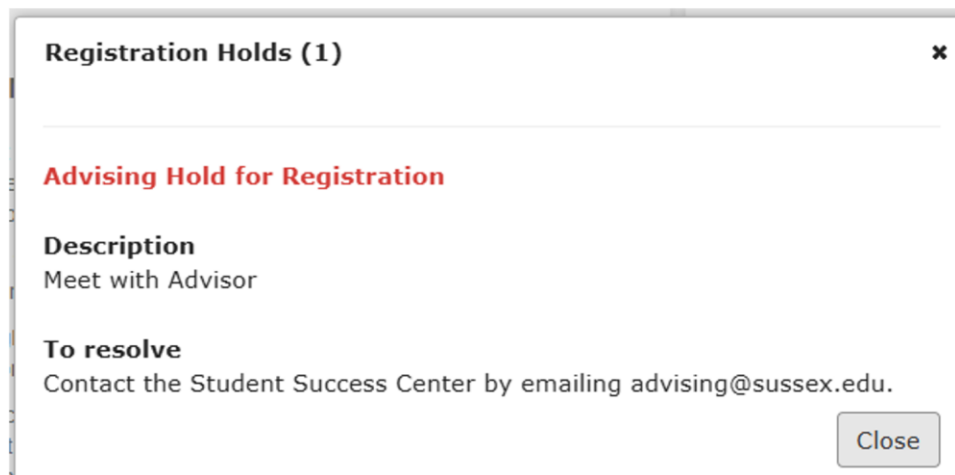 Registration Holds (1)
Advising Hold for Registration
Description
Meet with Advisor
To resolve
Contact the Student Success Center by emailing advising@sussex.edu.
Close